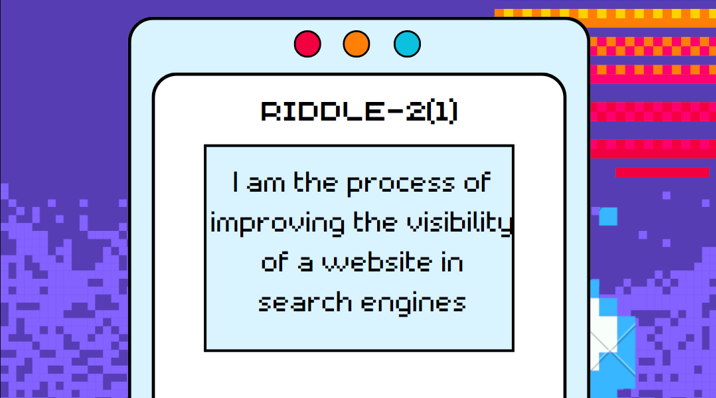 RIDDLE-2(1)
I am the process of
improving the visibility
of a website in
search engines